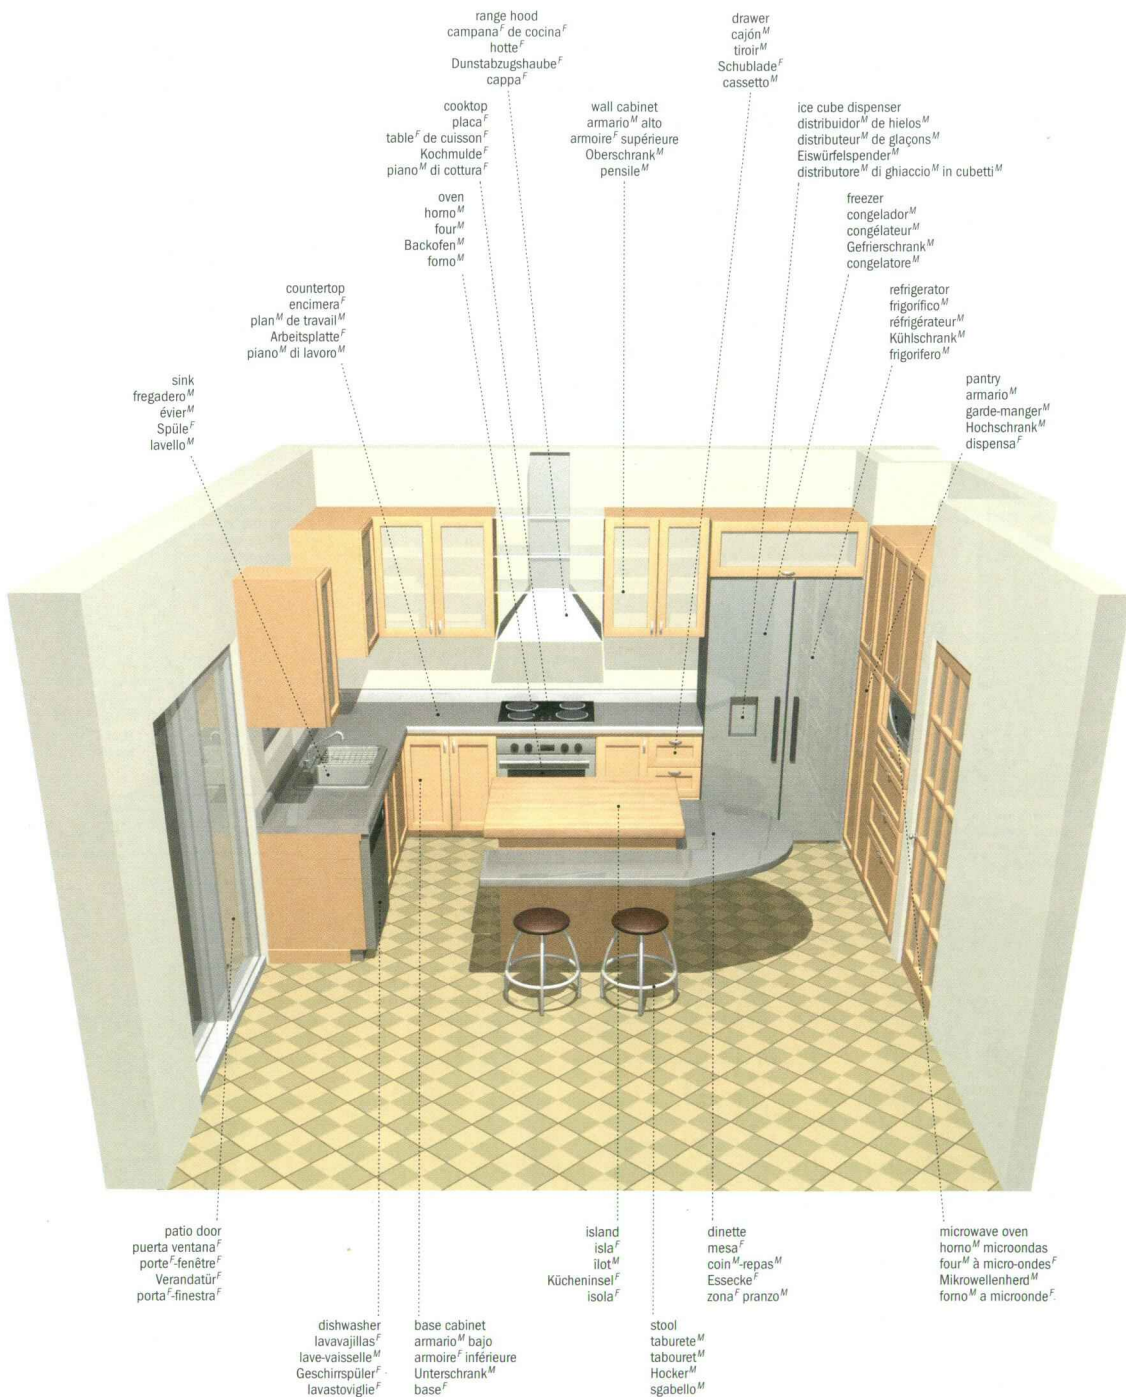 range hood
campana^F de cocina^F
hotte^F
Dunstabzugshaube^F
cappa^F
drawer
cajón^M
tiroir^M
Schublade^F
cassetto^M
cooktop
placa^F
table^F de cuisson^F
Kochmulde^F
piano^M di cottura^F
wall cabinet
armario^M alto
armoire^F supérieure
Oberschrank^M
pensile^M
ice cube dispenser
distribuidor^M de hielos^M
distributeur^M de glaçons^M
Eiswürfelspender^M
distributore^M di ghiaccio^M in cubetti^M
oven
horno^M
four^M
Backofen^M
forno^M
freezer
congelador^M
congélateur^M
Gefrierschrank^M
congelatore^M
countertop
encimera^F
plan^M de travail^M
Arbeitsplatte^F
piano^M di lavoro^M
refrigerator
frigorífico^M
réfrigérateur^M
Kühlschrank^M
frigorifero^M
sink
fregadero^M
évier^M
Spüle^F
lavello^M
pantry
armario^M
garde-manger^M
Hochschrank^M
dispensa^F
patio door
puerta ventana^F
porte^F-fenêtre^F
Verandatür^F
porta^F-finestra^F
island
isla^F
îlot^M
Kücheninsel^F
isola^F
dinette
mesa^F
coin^M-repas^M
Essecke^F
zona^F pranzo^M
microwave oven
horno^M microondas
four^M à micro-ondes^F
Mikrowellenherd^M
forno^M a microonde^F
dishwasher
lavavajillas^F
lave-vaisselle^M
Geschirrspüler^F
lavastoviglie^F
base cabinet
armario^M bajo
armoire^F inférieure
Unterschrank^M
base^F
stool
taburete^M
tabouret^M
Hocker^M
sgabello^M